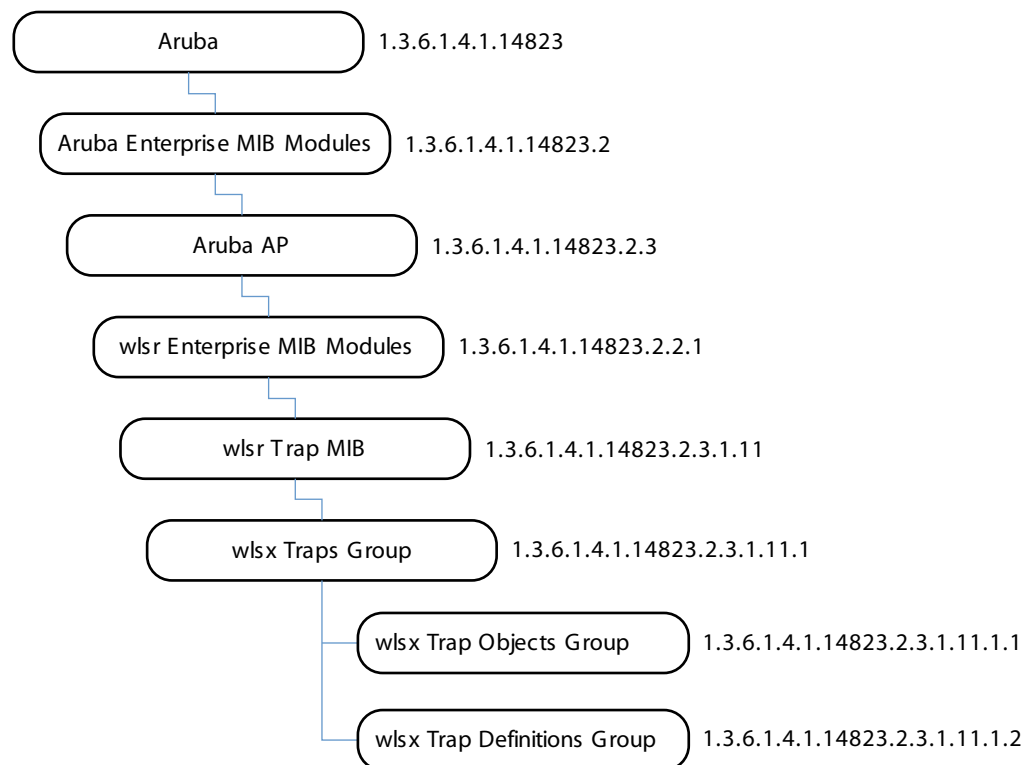 Aruba 1.3.6.1.4.1.14823
Aruba Enterprise MIB Modules 1.3.6.1.4.1.14823.2
Aruba AP 1.3.6.1.4.1.14823.2.3
wlsr Enterprise MIB Modules 1.3.6.1.4.1.14823.2.2.1
wlsr Trap MIB 1.3.6.1.4.1.14823.2.3.1.11
wlsx Traps Group 1.3.6.1.4.1.14823.2.3.1.11.1
wlsx Trap Objects Group 1.3.6.1.4.1.14823.2.3.1.11.1.1
wlsx Trap Definitions Group 1.3.6.1.4.1.14823.2.3.1.11.1.2